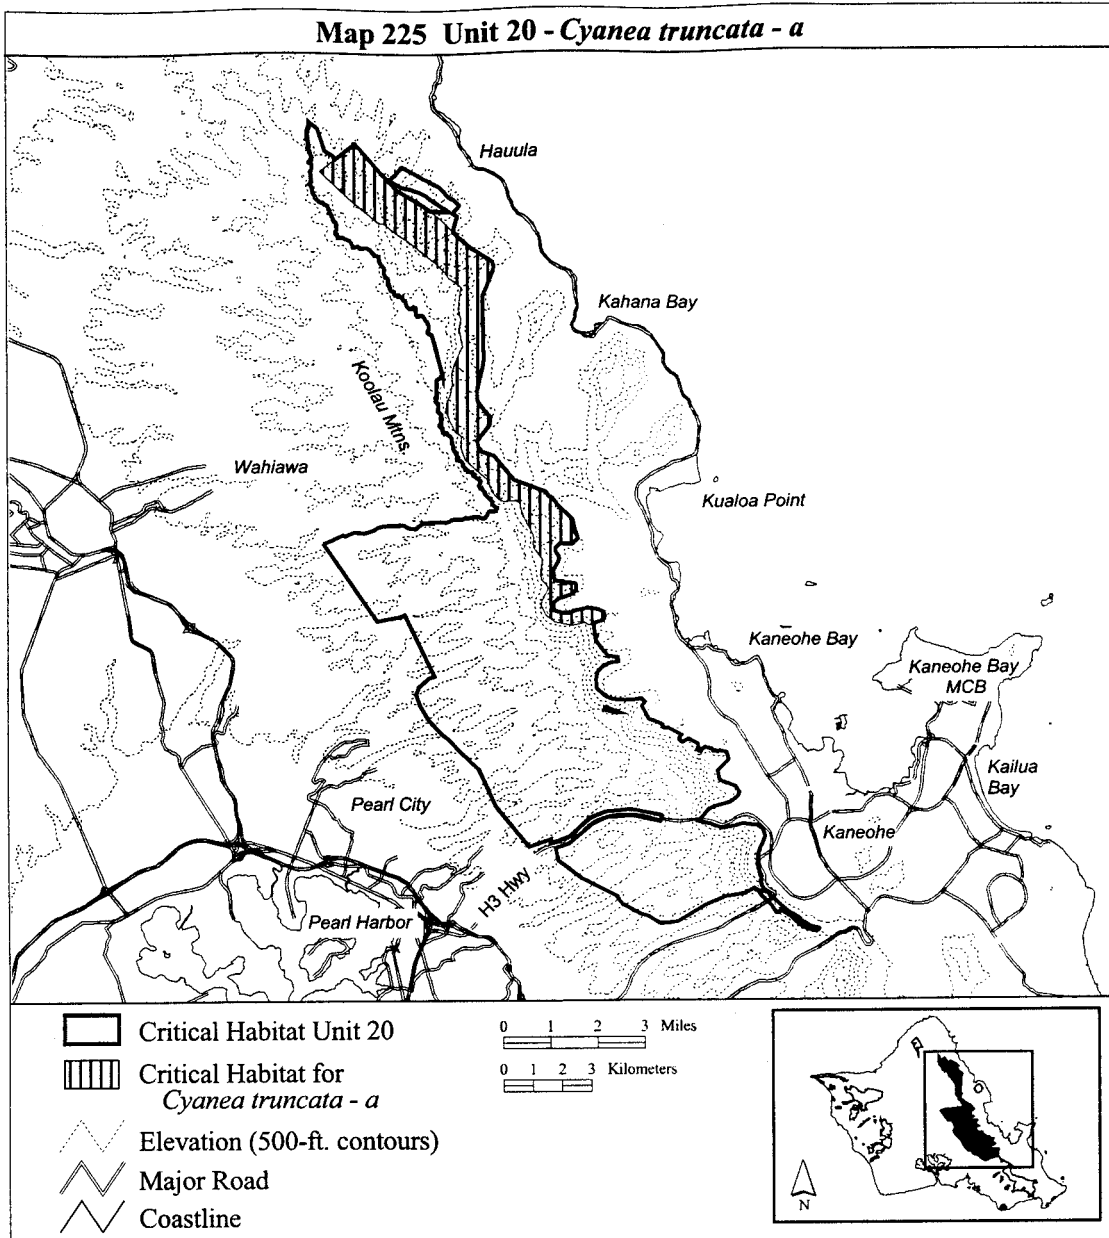 Map 225 Unit 20 - Cyanea truncata - a
Hauula
Kahana Bay
Koolau Mtns.
Wahiawa
Kualoa Point
Kaneohe Bay
Kaneohe Bay
MCB
Kailua
Bay
Pearl City
Kaneohe
H3 Hwy
Pearl Harbor
Critical Habitat Unit 20
Critical Habitat for
Cyanea truncata - a
Elevation (500-ft. contours)
Major Road
Coastline
0 1 2 3 Miles
0 1 2 3 Kilometers
N